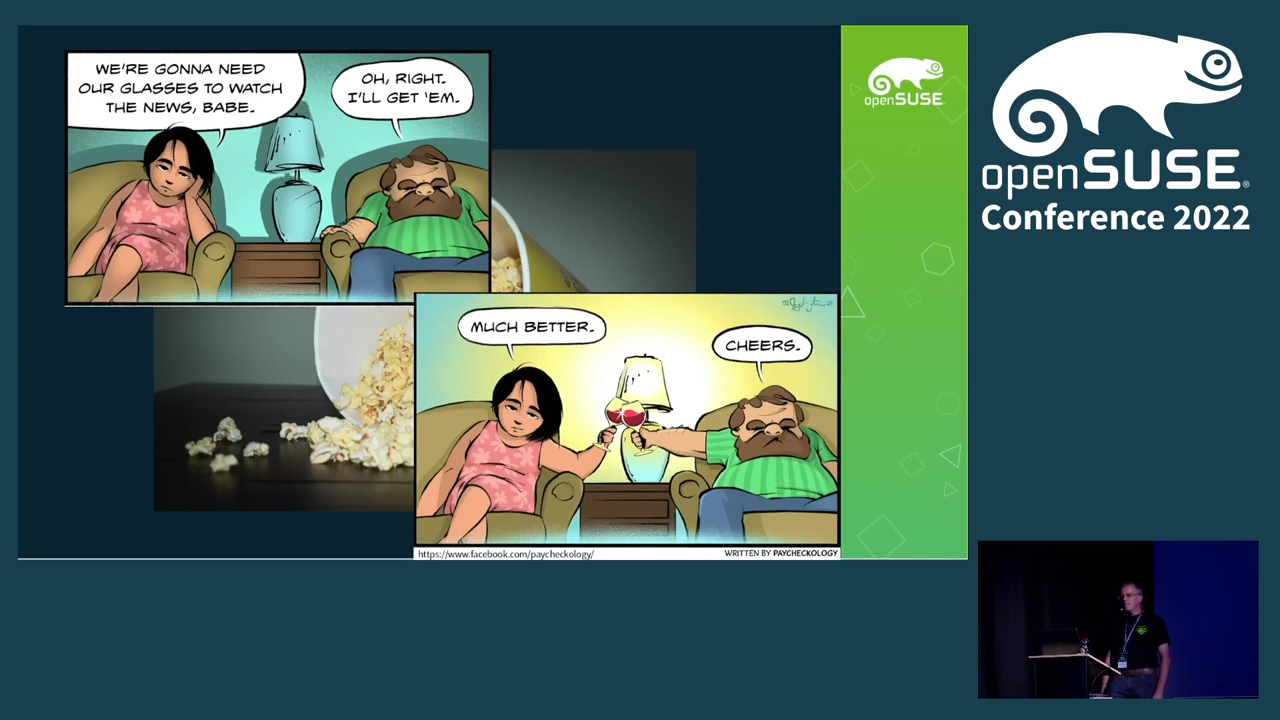 WE'RE GONNA NEED
OUR GLASSES TO WATCH
THE NEWS, BABE.
OH, RIGHT.
I'LL GET 'EM.
MUCH BETTER.
CHEERS.
https://www.facebook.com/paycheckology/
WRITTEN BY PAYCHECKOLOGY
openSUSE
openSUSE®
Conference 2022